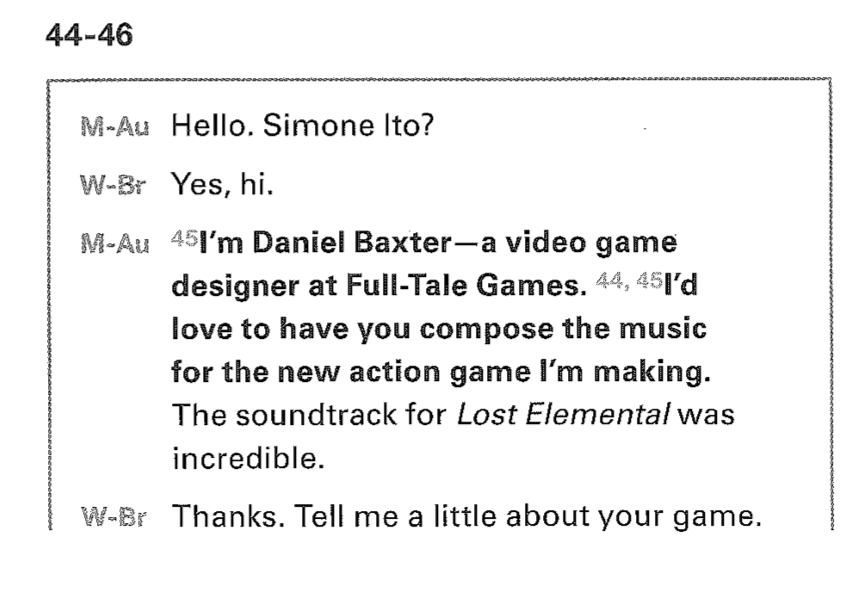 44-46
M-Au Hello. Simone Ito?
W-Br Yes, hi.
M-Au 45I'm Daniel Baxter—a video game
designer at Full-Tale Games. 44, 45I'd
love to have you compose the music
for the new action game I'm making.
The soundtrack for Lost Elemental was
incredible.
W-Br Thanks. Tell me a little about your game.